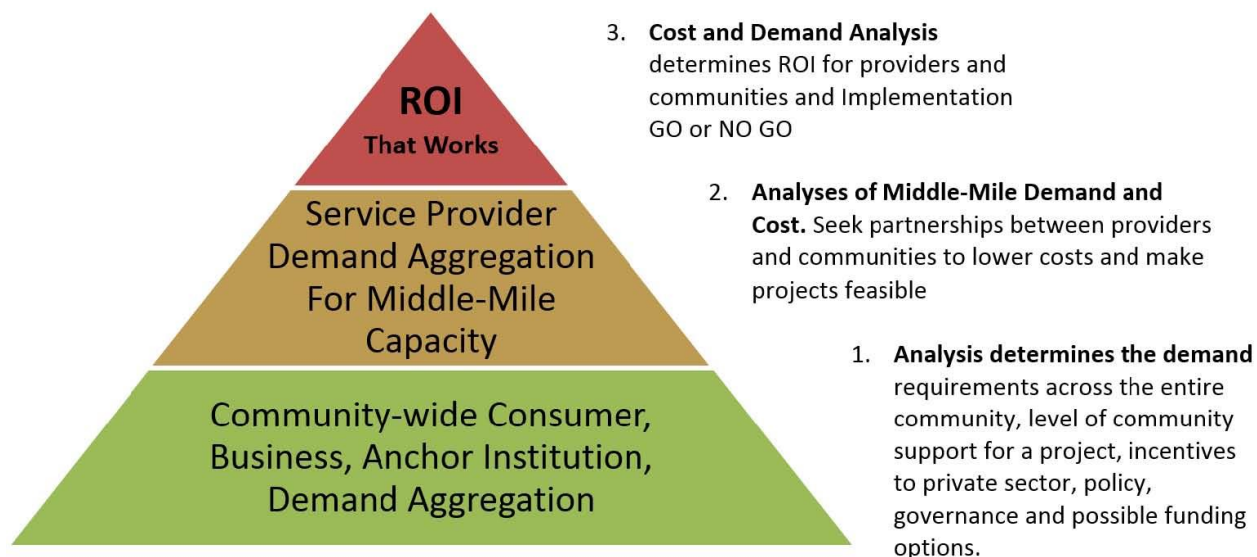 ROI
That Works
Service Provider
Demand Aggregation
For Middle-Mile
Capacity
Community-wide Consumer,
Business, Anchor Institution,
Demand Aggregation
3. Cost and Demand Analysis
determines ROI for providers and
communities and Implementation
GO or NO GO
2. Analyses of Middle-Mile Demand and
Cost. Seek partnerships between providers
and communities to lower costs and make
projects feasible
1. Analysis determines the demand
requirements across the entire
community, level of community
support for a project, incentives
to private sector, policy,
governance and possible funding
options.